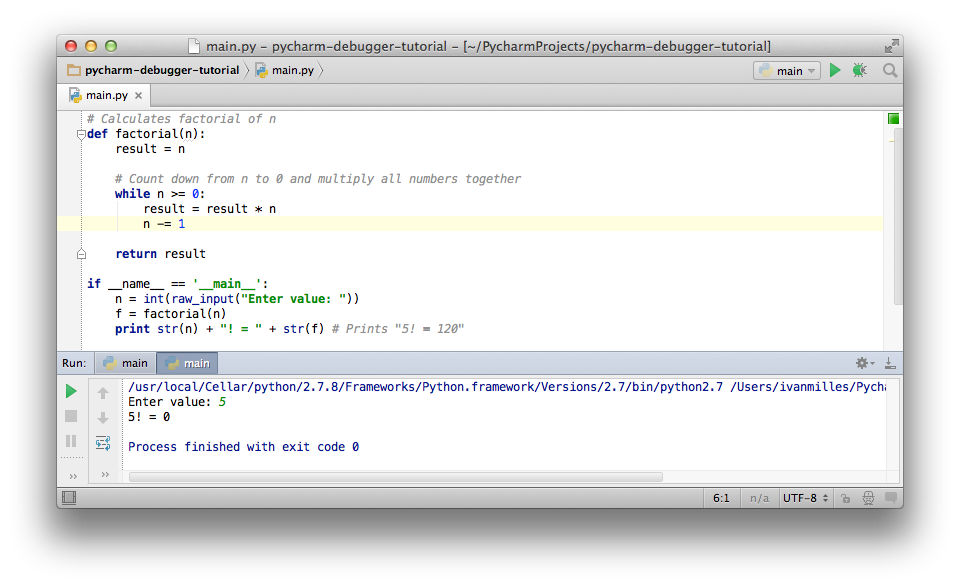 main.py – pycharm-debugger-tutorial – [~/PycharmProjects/pycharm-debugger-tutorial]
pycharm-debugger-tutorial main.py main
main.py ×
# Calculates factorial of n
def factorial(n):
    result = n
    # Count down from n to 0 and multiply all numbers together
    while n >= 0:
        result = result * n
        n -= 1
    return result
if __name__ == '__main__':
    n = int(raw_input("Enter value: "))
    f = factorial(n)
    print str(n) + "! = " + str(f) # Prints "5! = 120"
Run: main main
/usr/local/Cellar/python/2.7.8/Frameworks/Python.framework/Versions/2.7/bin/python2.7 /Users/ivanmilles/Pych
Enter value: 5
5! = 0
Process finished with exit code 0
6:1 n/a UTF-8